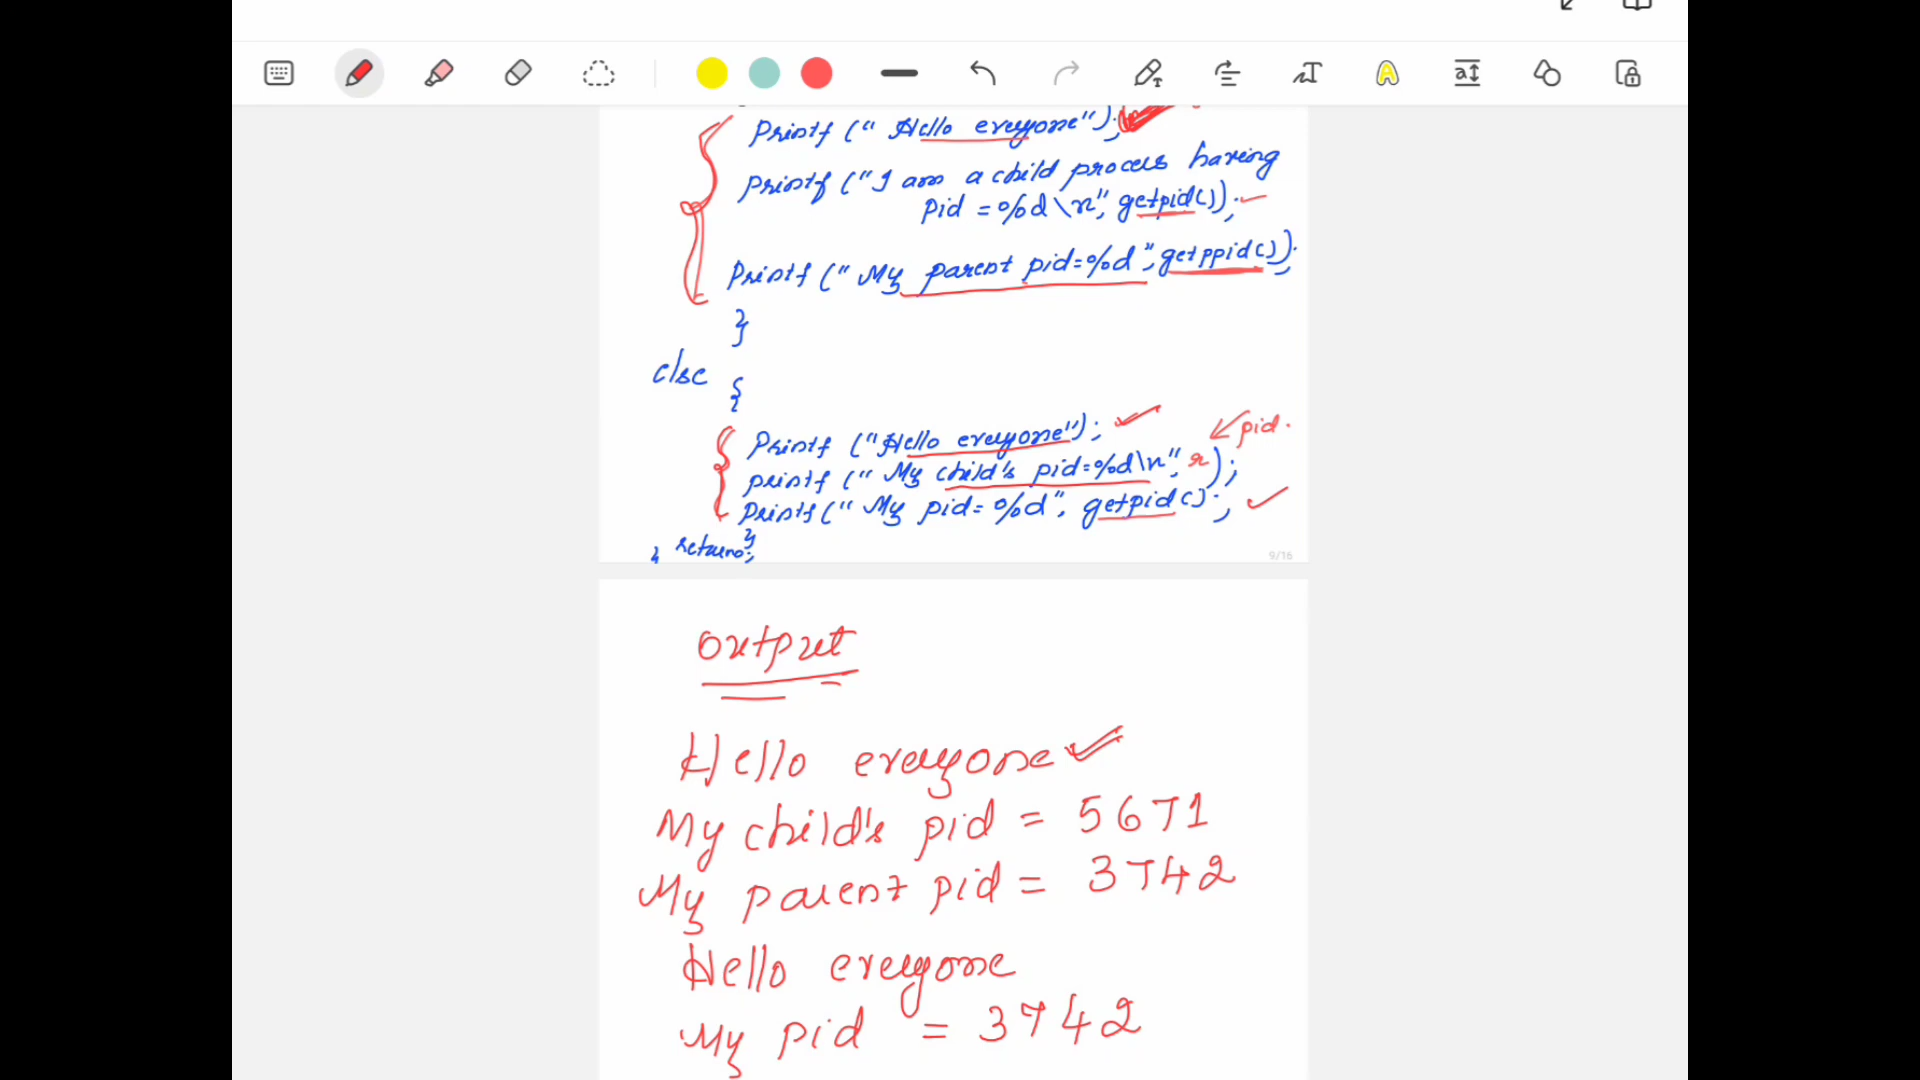 Printf (" Hello everyone");
printf ("I am a child process having
pid = %d \n", getpid());
Printf (" My parent pid=%d", getppid());
}
else
{
Printf ("Hello everyone");
pid.
printf (" My child's pid=%d\n", r);
Printf (" My pid= %d", getpid();
}
} return;
9/16
Output
Hello everyone
My child's pid = 5671
My parent pid = 3742
Hello everyone
My pid = 3742